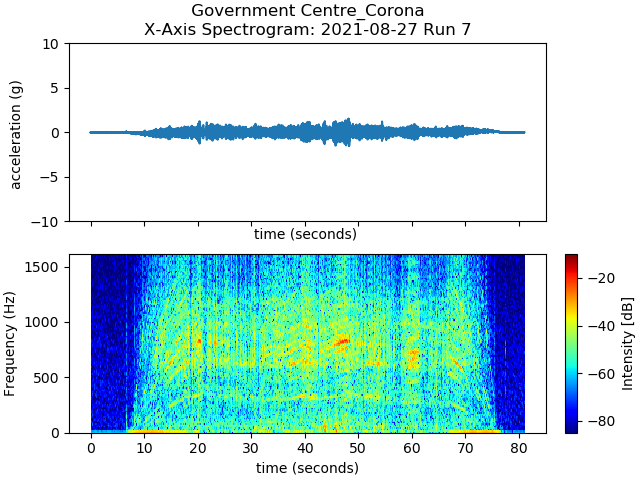 Government Centre_Corona
X-Axis Spectrogram: 2021-08-27 Run 7
10
5
0
−5
−10
acceleration (g)
time (seconds)
1500
1000
500
0
Frequency (Hz)
0 10 20 30 40 50 60 70 80
time (seconds)
−20
−40
−60
−80
Intensity [dB]